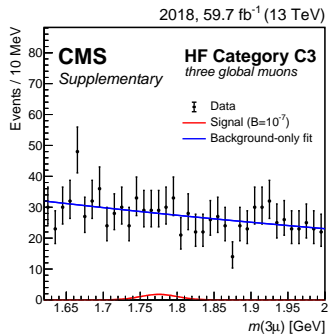 2018, 59.7 fb⁻¹ (13 TeV)
Events / 10 MeV
CMS
Supplementary
HF Category C3
three global muons
Data
Signal (B=10⁻⁷)
Background-only fit
80
70
60
50
40
30
20
10
0
1.65 1.7 1.75 1.8 1.85 1.9 1.95 2
m(3μ) [GeV]